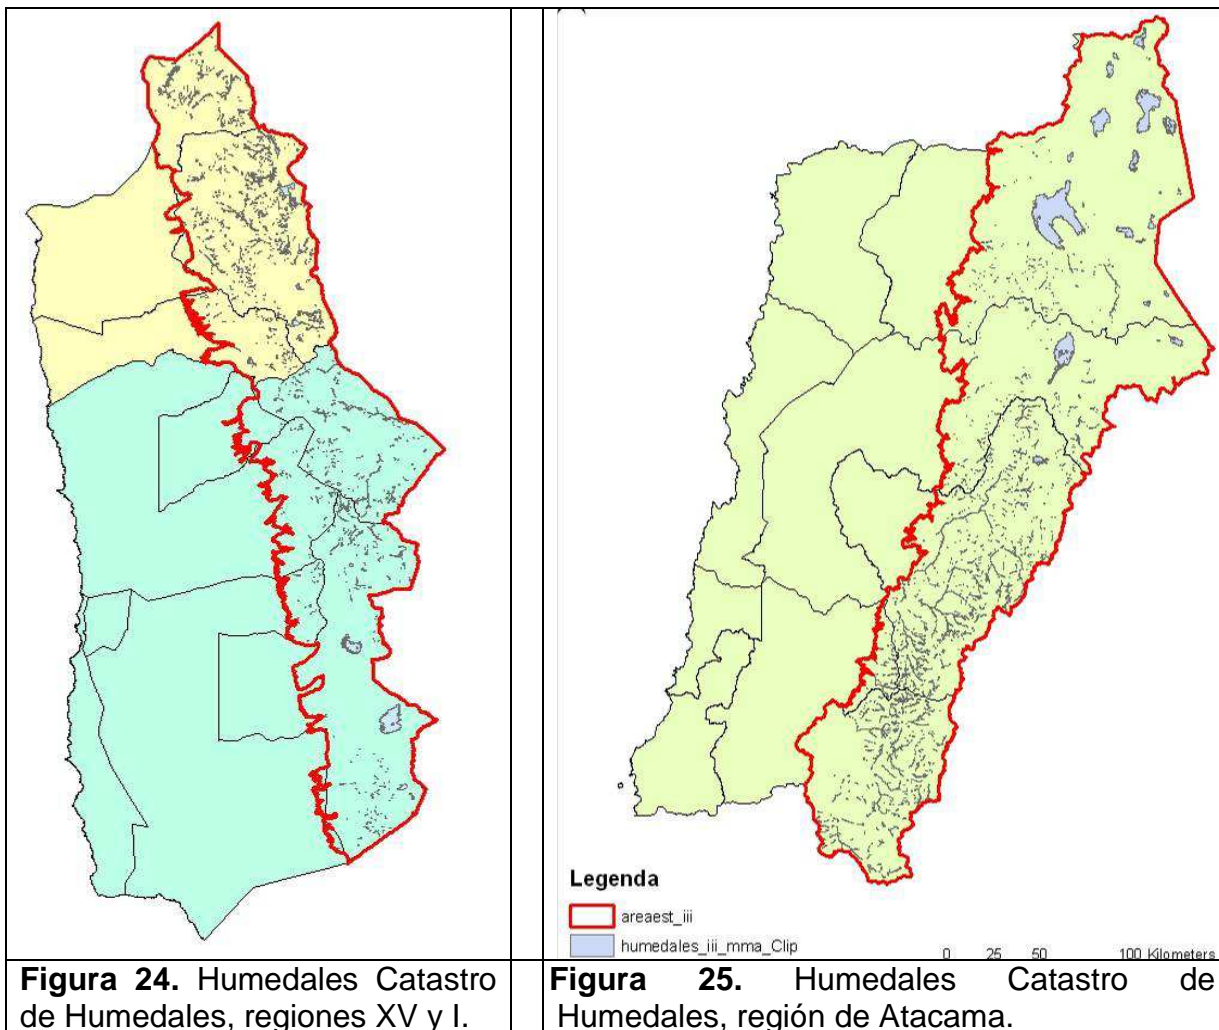 Legenda
areaest_iii
humedales_iii_mma_Clip
0 25 50 100 Kilometers
Figura 24. Humedales Catastro
de Humedales, regiones XV y I.
Figura 25. Humedales Catastro de
Humedales, región de Atacama.